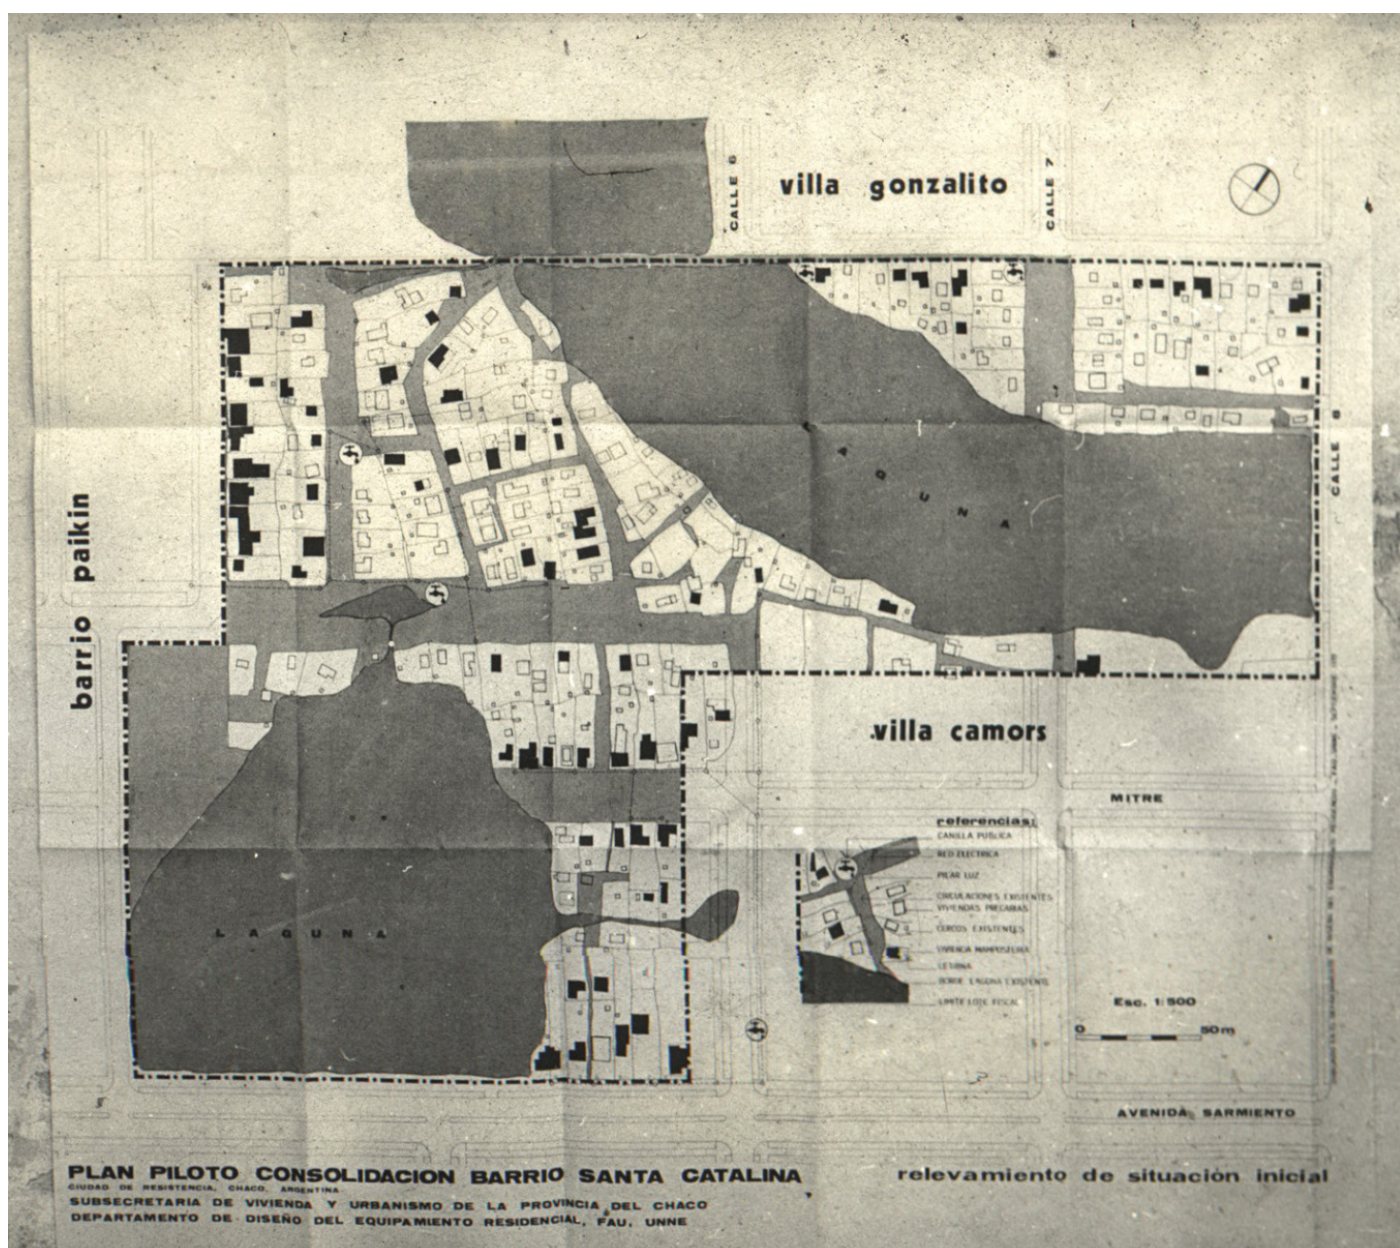 CALLE 6
villa gonzalito
CALLE 7
CALLE 8
LAGUNA
barrio paikin
villa camors
MITRE
referencias:
CANILLA PUBLICA
RED ELECTRICA
PILAR LUZ
CIRCULACIONES EXISTENTES
VIVIENDAS PRECARIAS
CERCOS EXISTENTES
VIVIENDA MAMPOSTERIA
LETRINA
BORDE LAGUNA EXISTENTE
LIMITE LOTE FISCAL
LAGUNA
Esc. 1:500
0 50m
AVENIDA SARMIENTO
PLAN PILOTO CONSOLIDACION BARRIO SANTA CATALINA
relevamiento de situación inicial
CIUDAD DE RESISTENCIA, CHACO, ARGENTINA
SUBSECRETARIA DE VIVIENDA Y URBANISMO DE LA PROVINCIA DEL CHACO
DEPARTAMENTO DE DISEÑO DEL EQUIPAMIENTO RESIDENCIAL, FAU, UNNE